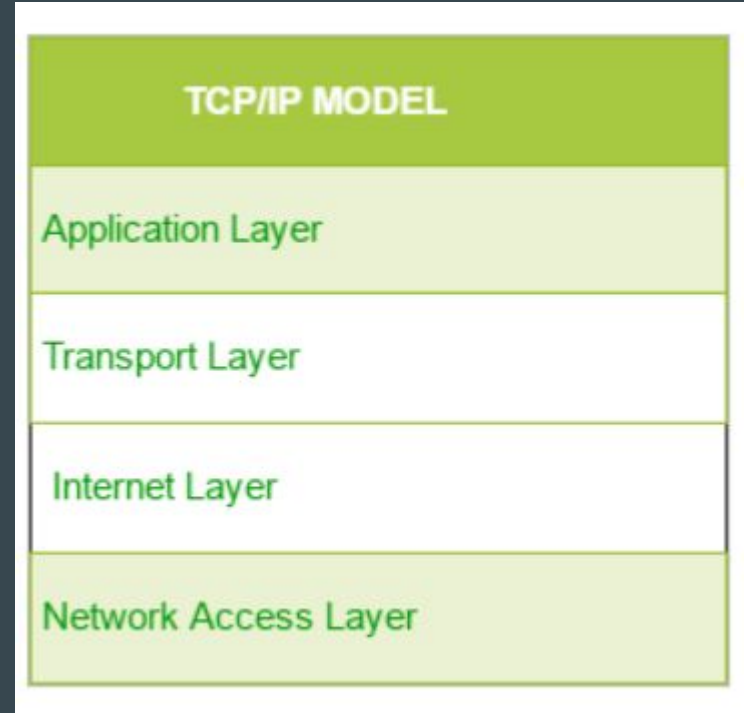 TCP/IP MODEL
Application Layer
Transport Layer
Internet Layer
Network Access Layer